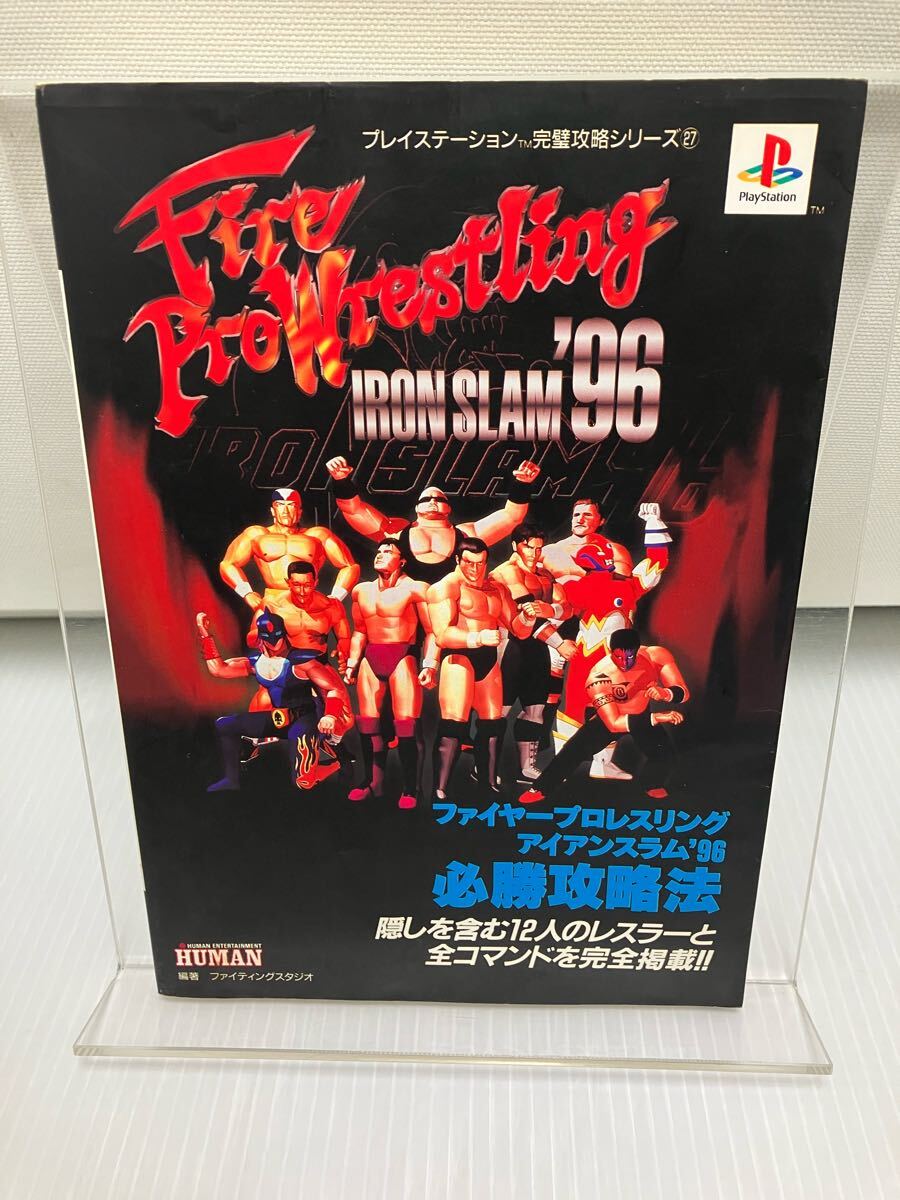 プレイステーション™完璧攻略シリーズ㉗
PlayStation
™
Fire
ProWrestling
IRON SLAM '96
IRONSLAM'96
ファイヤープロレスリング
アイアンスラム'96
必勝攻略法
隠しを含む12人のレスラーと
全コマンドを完全掲載!!
HUMAN ENTERTAINMENT
HUMAN
編著 ファイティングスタジオ